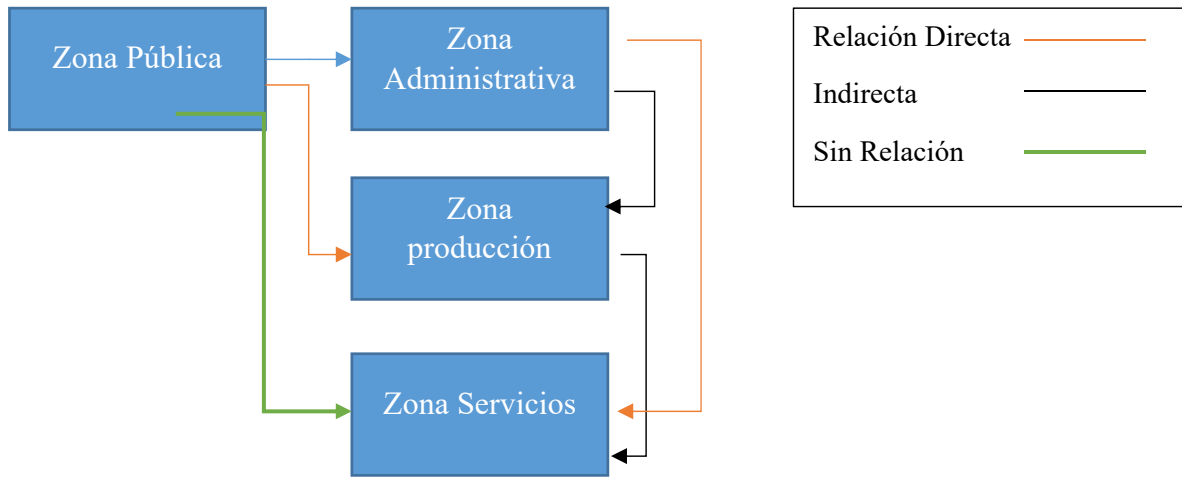 Zona Pública
Zona
Administrativa
Zona
producción
Zona Servicios
Relación Directa
Indirecta
Sin Relación